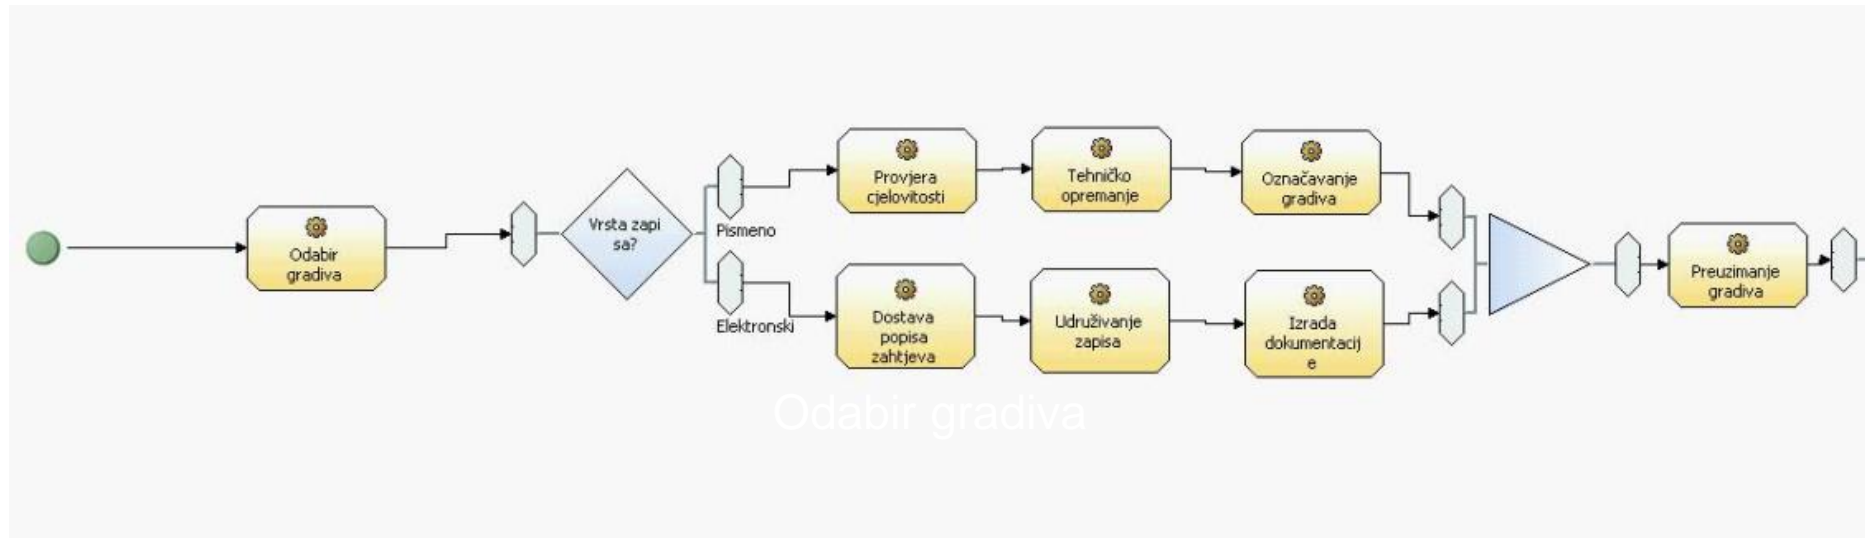 Odabir
gradiva
Vrsta zapi
sa?
Pismeno
Elektronski
Provjera
cjelovitosti
Tehničko
opremanje
Označavanje
gradiva
Dostava
popisa
zahtjeva
Udruživanje
zapisa
Izrada
dokumentacij
e
Preuzimanje
gradiva
Odabir gradiva